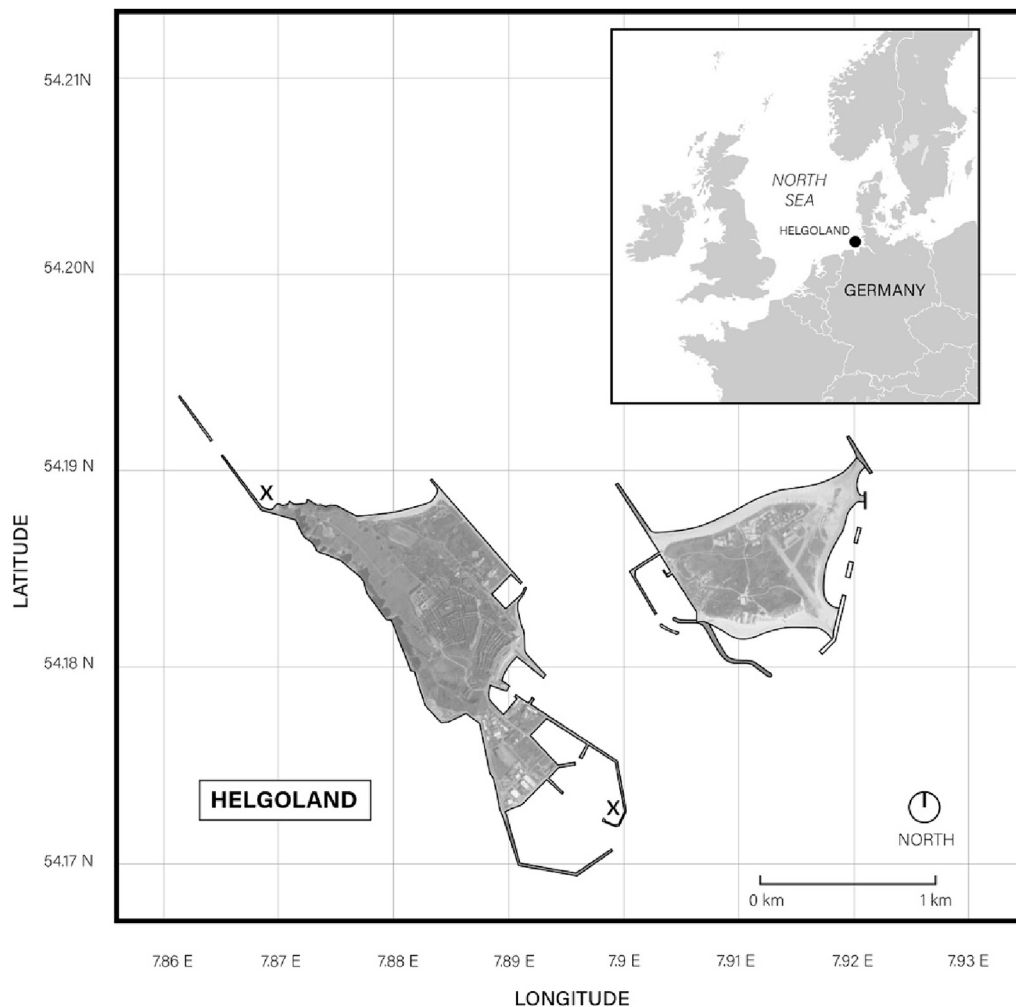 54.21N
54.20N
54.19N
54.18 N
54.17 N
LATITUDE
NORTH
SEA
HELGOLAND
GERMANY
X
X
HELGOLAND
NORTH
0 km 1 km
7.86 E 7.87 E 7.88 E 7.89 E 7.9 E 7.91 E 7.92 E 7.93 E
LONGITUDE